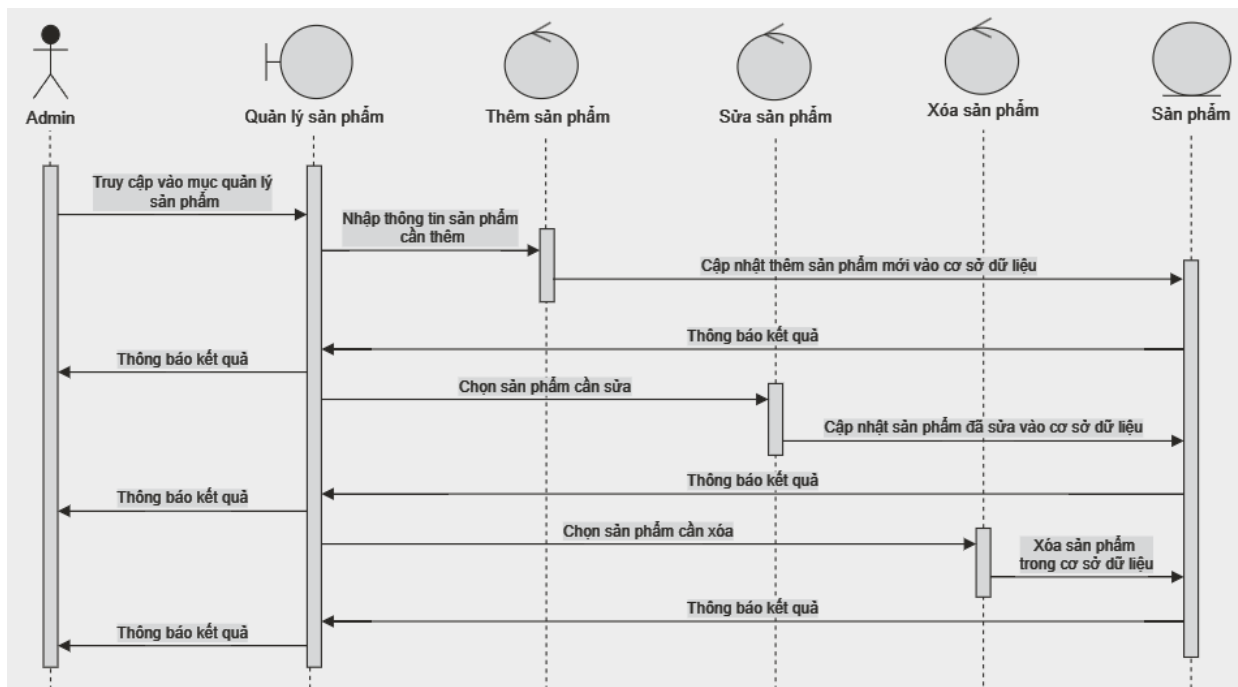 Admin
Quản lý sản phẩm
Thêm sản phẩm
Sửa sản phẩm
Xóa sản phẩm
Sản phẩm
Truy cập vào mục quản lý
sản phẩm
Nhập thông tin sản phẩm
cần thêm
Cập nhật thêm sản phẩm mới vào cơ sở dữ liệu
Thông báo kết quả
Thông báo kết quả
Chọn sản phẩm cần sửa
Cập nhật sản phẩm đã sửa vào cơ sở dữ liệu
Thông báo kết quả
Thông báo kết quả
Chọn sản phẩm cần xóa
Xóa sản phẩm
trong cơ sở dữ liệu
Thông báo kết quả
Thông báo kết quả